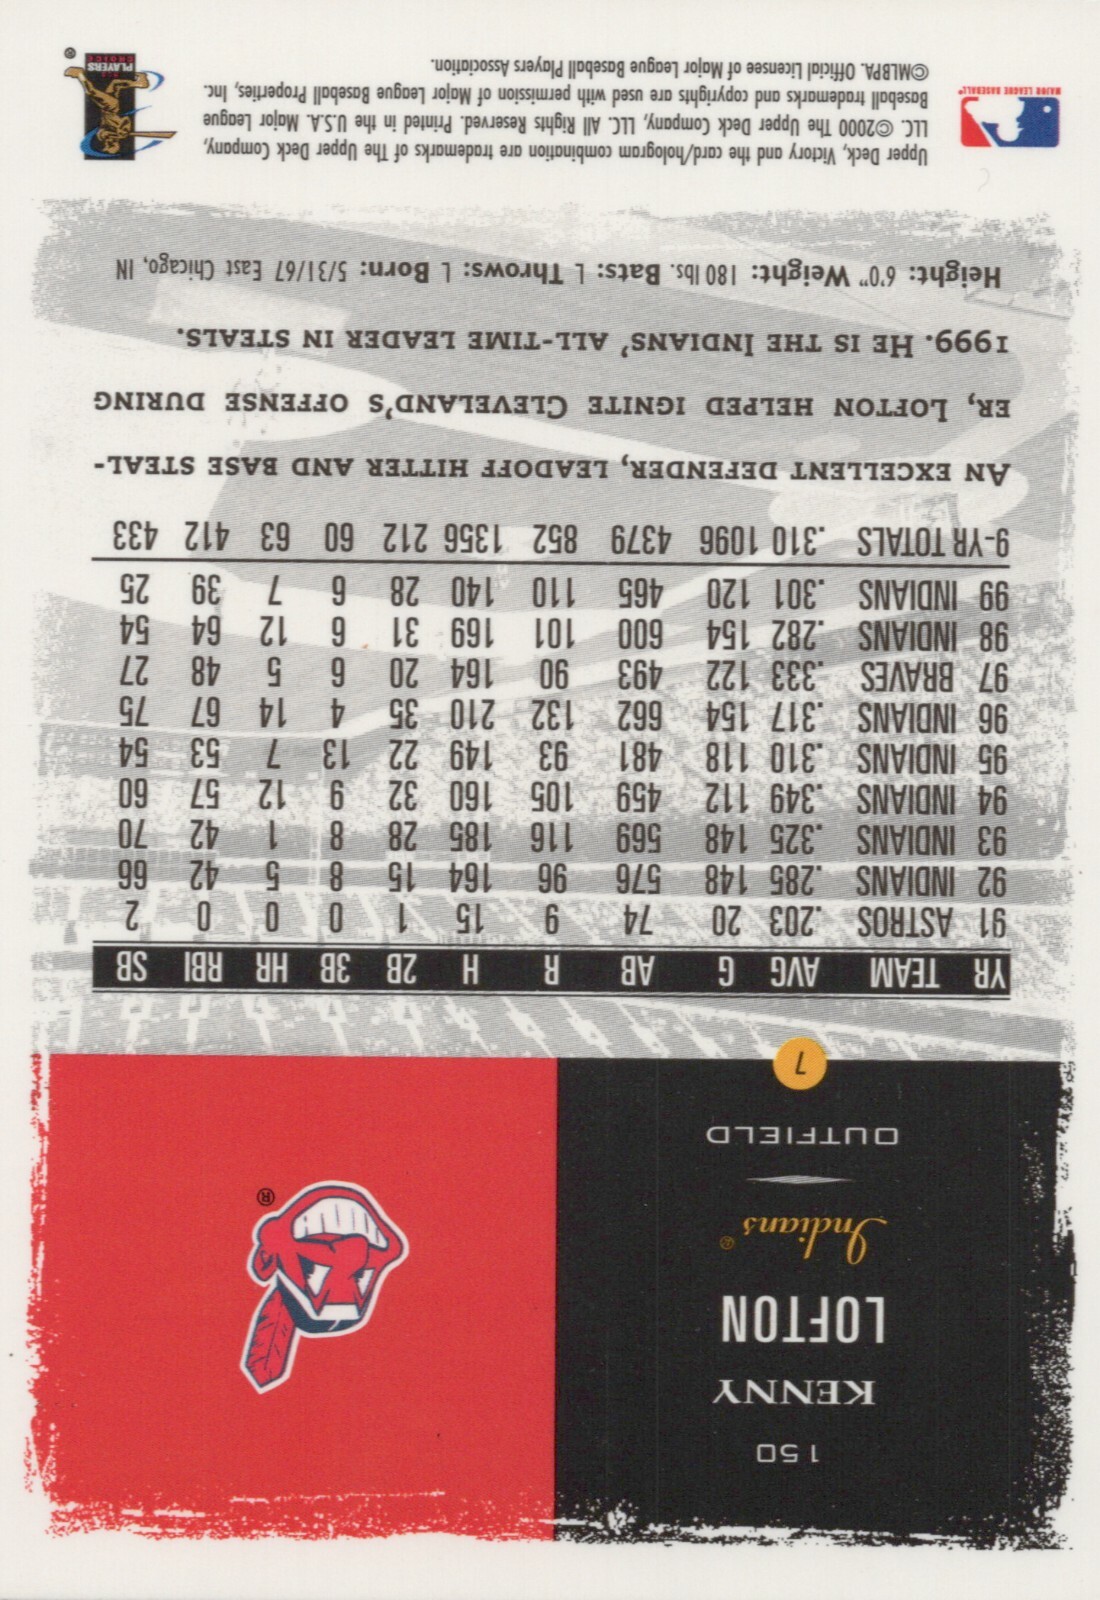 150
KENNY
LOFTON
Indians®
OUTFIELD
7
®
YR TEAM AVG G AB R H 2B 3B HR RBI SB
91 ASTROS .203 20 74 9 15 1 0 0 0 2
92 INDIANS .285 148 576 96 164 15 8 5 42 66
93 INDIANS .325 148 569 116 185 28 8 1 42 70
94 INDIANS .349 112 459 105 160 32 9 12 57 60
95 INDIANS .310 118 481 93 149 22 13 7 53 54
96 INDIANS .317 154 662 132 210 35 4 14 67 75
97 BRAVES .333 122 493 90 164 20 6 5 48 27
98 INDIANS .282 154 600 101 169 31 6 12 64 54
99 INDIANS .301 120 465 110 140 28 6 7 39 25
9-YR TOTALS .310 1096 4379 852 1356 212 60 63 412 433
AN EXCELLENT DEFENDER, LEADOFF HITTER AND BASE STEAL-
ER, LOFTON HELPED IGNITE CLEVELAND'S OFFENSE DURING
1999. HE IS THE INDIANS' ALL-TIME LEADER IN STEALS.
Height: 6'0" Weight: 180 lbs. Bats: L Throws: L Born: 5/31/67 East Chicago, IN
Upper Deck, Victory and the card/hologram combination are trademarks of The Upper Deck Company,
LLC. ©2000 The Upper Deck Company, LLC. All Rights Reserved. Printed in the U.S.A. Major League
Baseball trademarks and copyrights are used with permission of Major League Baseball Properties, Inc.
©MLBPA. Official Licensee of Major League Baseball Players Association.
MAJOR LEAGUE BASEBALL®
PLAYERS
CHOICE
®